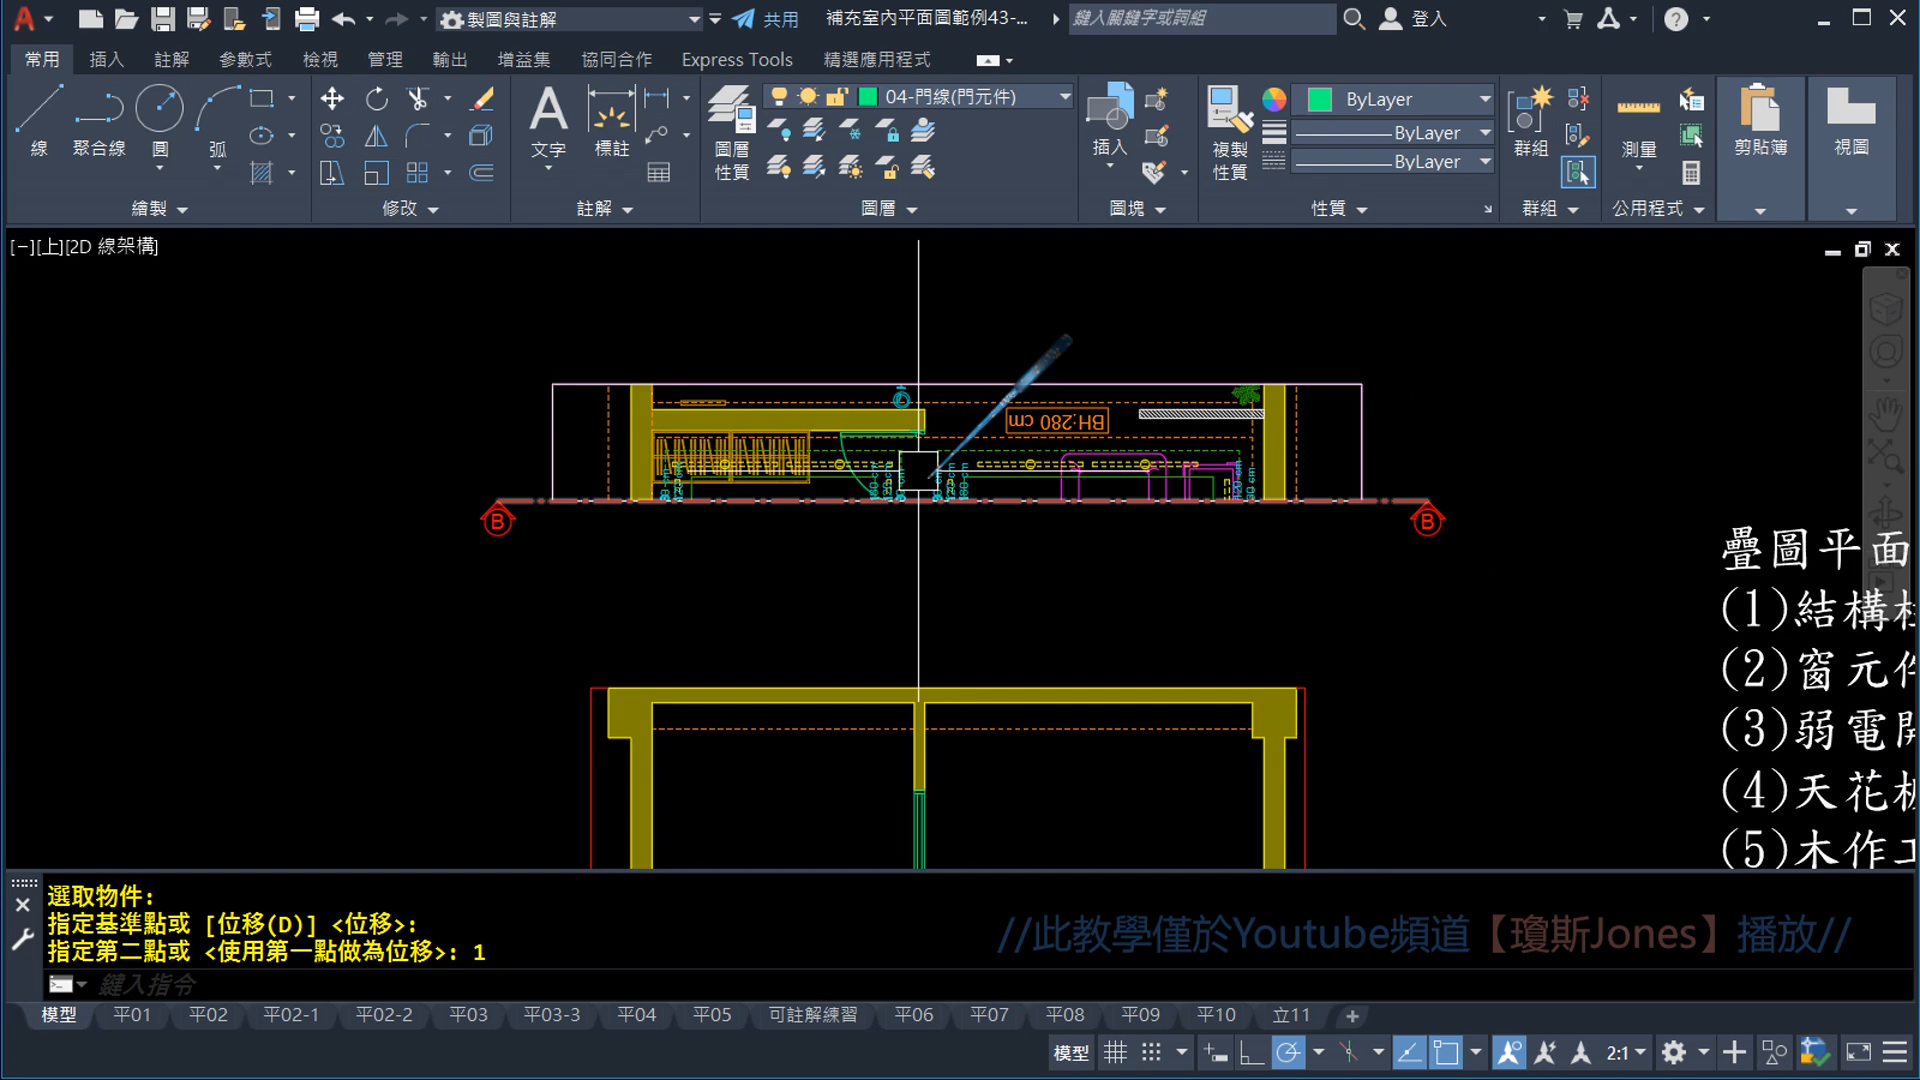 製圖與註解
共用
補充室內平面圖範例43-...
鍵入關鍵字或詞組
登入
常用 插入 註解 參數式 檢視 管理 輸出 增益集 協同合作 Express Tools 精選應用程式
線 聚合線 圓 弧
繪製
修改
文字 標註
註解
圖層
性質
04-門線(門元件)
圖層
插入
圖塊
複製
性質
ByLayer
ByLayer
ByLayer
性質
群組
群組
測量
公用程式
剪貼簿
視圖
[−][上][2D 線架構]
BH:280 cm
B
B
疊圖平面
(1)結構柱
(2)窗元件
(3)弱電開
(4)天花板
(5)木作工
選取物件:
指定基準點或 [位移(D)] <位移>:
指定第二點或 <使用第一點做為位移>: 1
鍵入指令
//此教學僅於Youtube頻道【瓊斯Jones】播放//
模型 平01 平02 平02-1 平02-2 平03 平03-3 平04 平05 可註解練習 平06 平07 平08 平09 平10 立11
模型 2:1